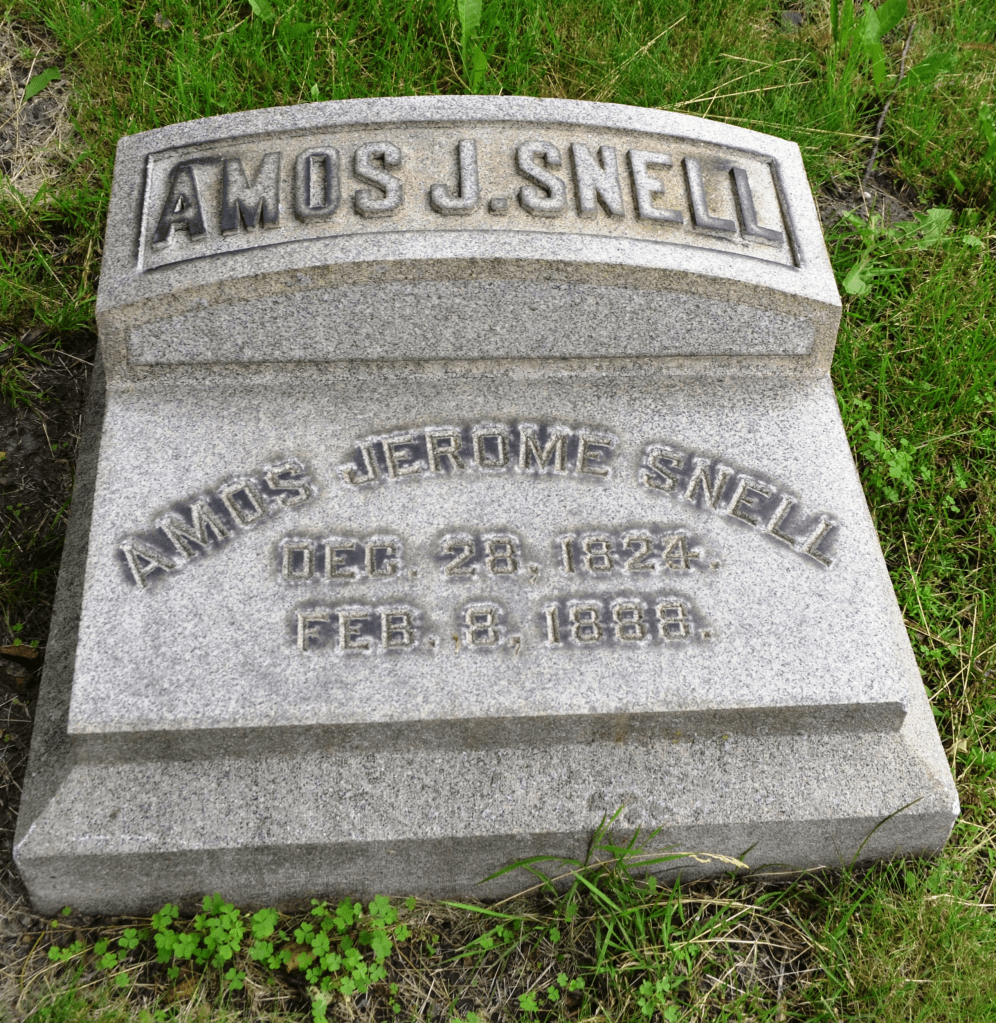 AMOS J. SNELL
AMOS JEROME SNELL
DEC. 28, 1824.
FEB. 8, 1888.